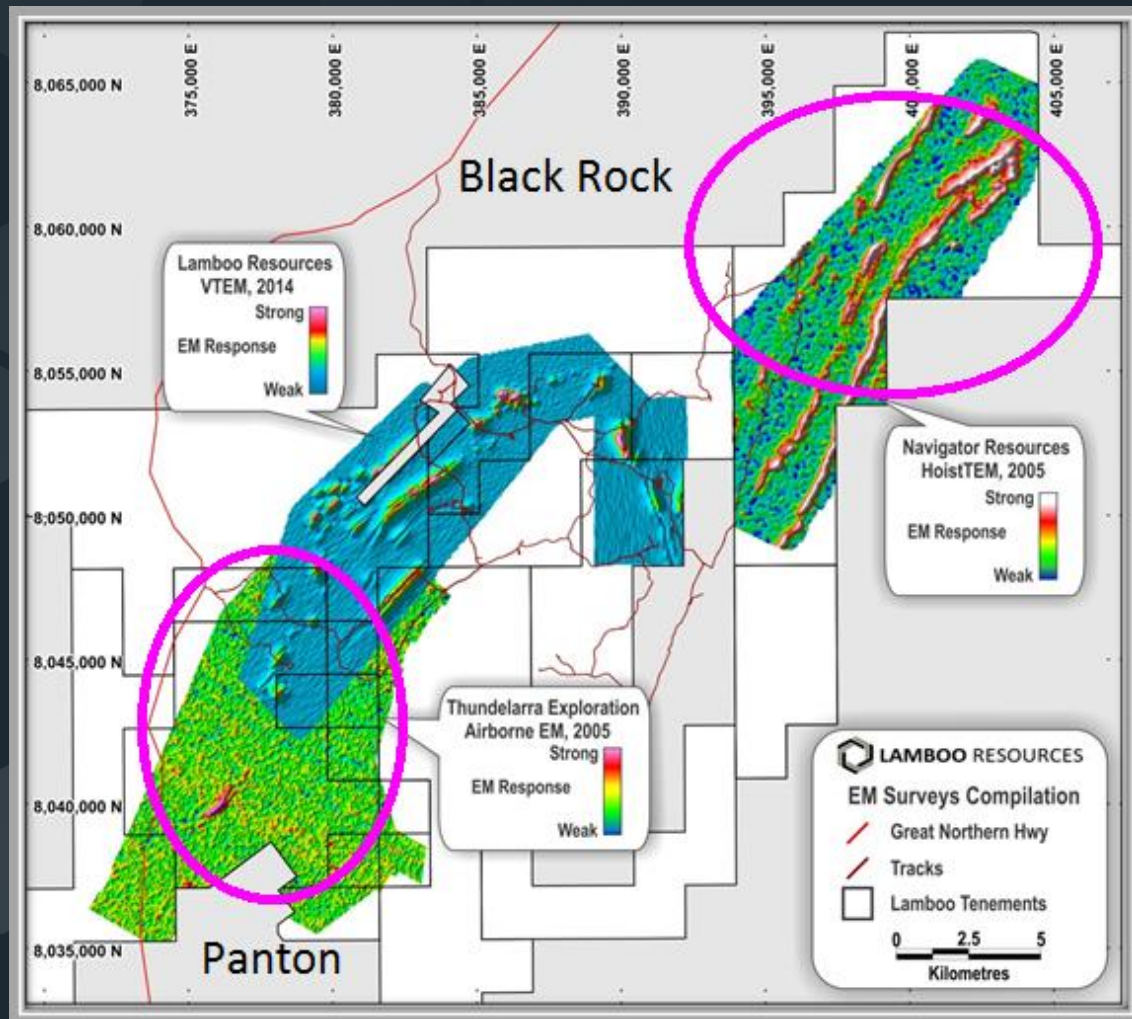 375,000 E
380,000 E
385,000 E
390,000 E
395,000 E
405,000 E
8,065,000 N
8,060,000 N
8,055,000 N
8,050,000 N
8,045,000 N
8,040,000 N
8,035,000 N
Black Rock
Lamboo Resources
VTEM, 2014
Strong
EM Response
Weak
Navigator Resources
HoistTEM, 2005
Strong
EM Response
Weak
Thundelarra Exploration
Airborne EM, 2005
Strong
EM Response
Weak
Panton
LAMBOO RESOURCES
EM Surveys Compilation
Great Northern Hwy
Tracks
Lamboo Tenements
0 2.5 5
Kilometres